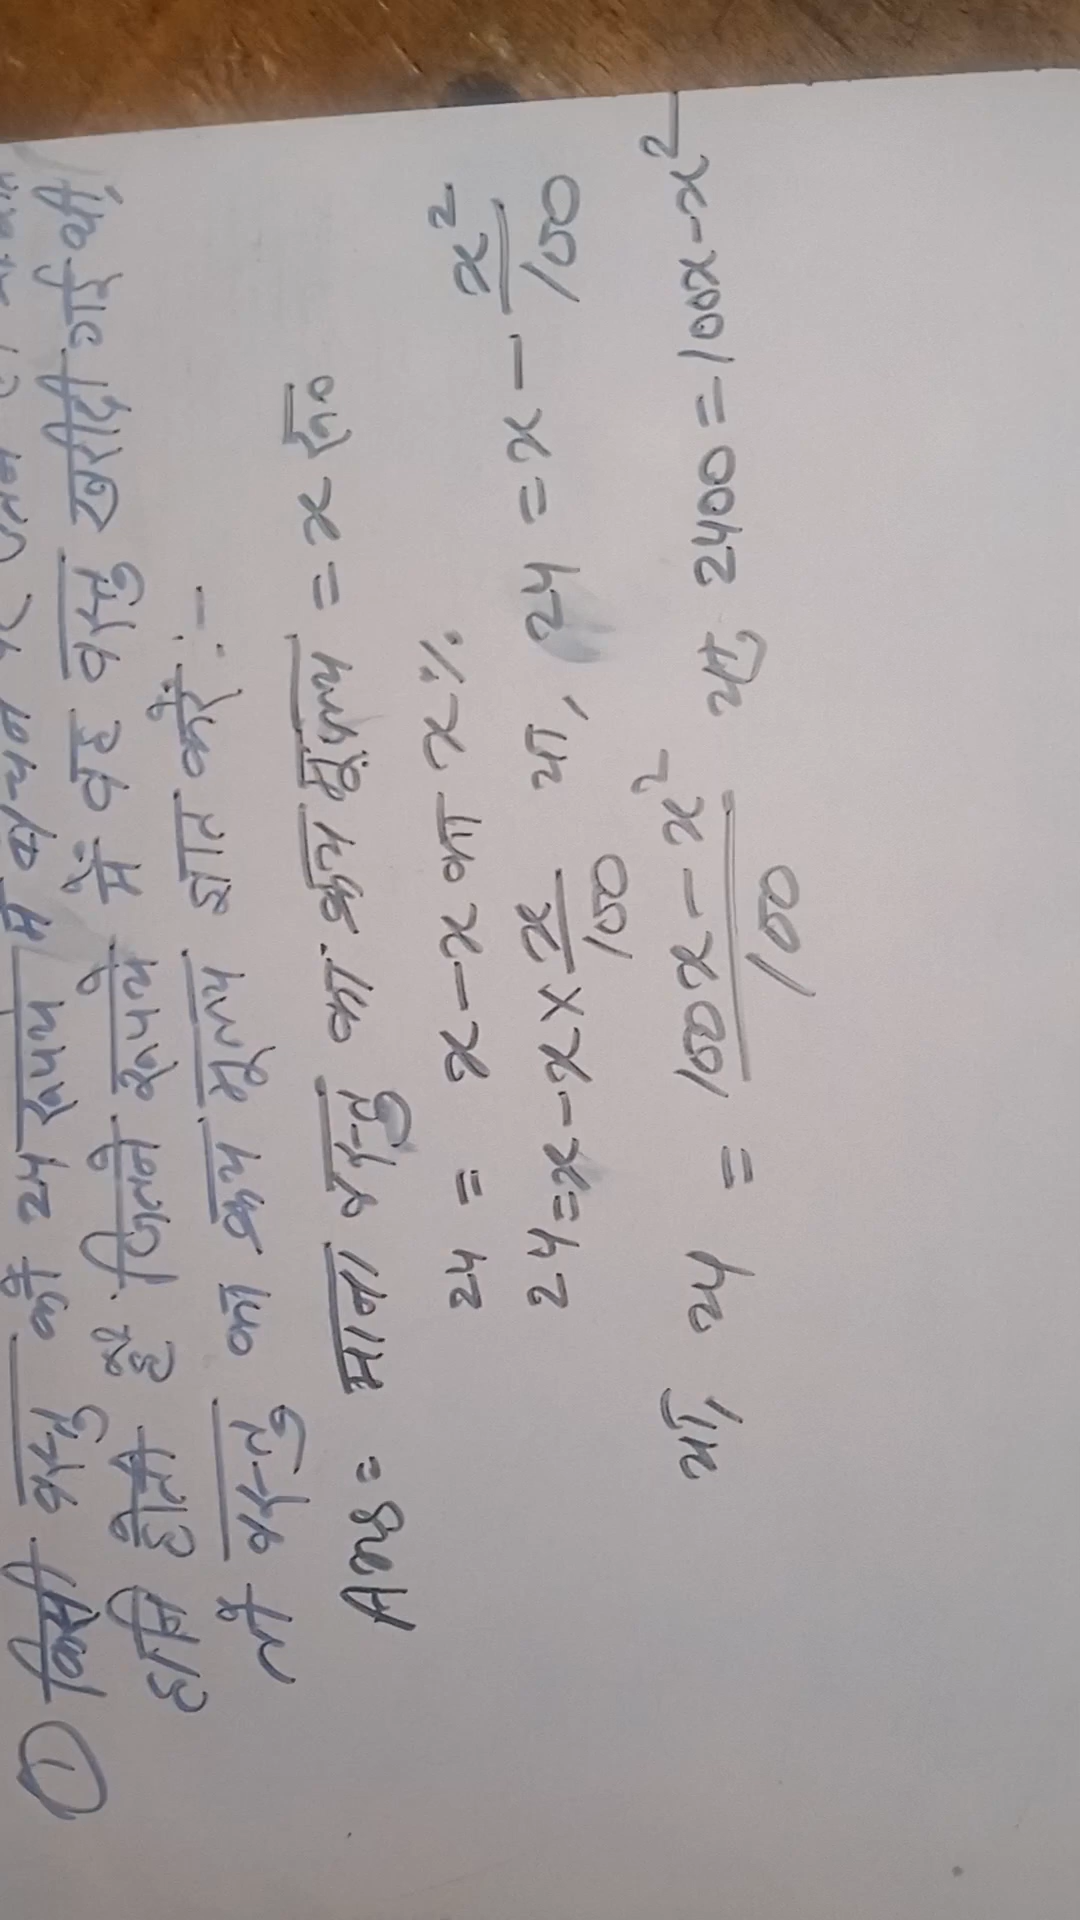 ① किसी वस्तु को 24 रूपये में बेचने पर उतने
हानि होती है जितने रूपये में वह वस्तु खरीदी गई थी,
तो वस्तु का क्रय मूल्य ज्ञात करें :-
Ans = माना वस्तु का क्रय मूल्य = x रू०
24 = x - x का x%
24 = x - x × x/100 या, 24 = x - x²/100
या, 24 = 100x - x²/100 या, 2400 = 100x - x²